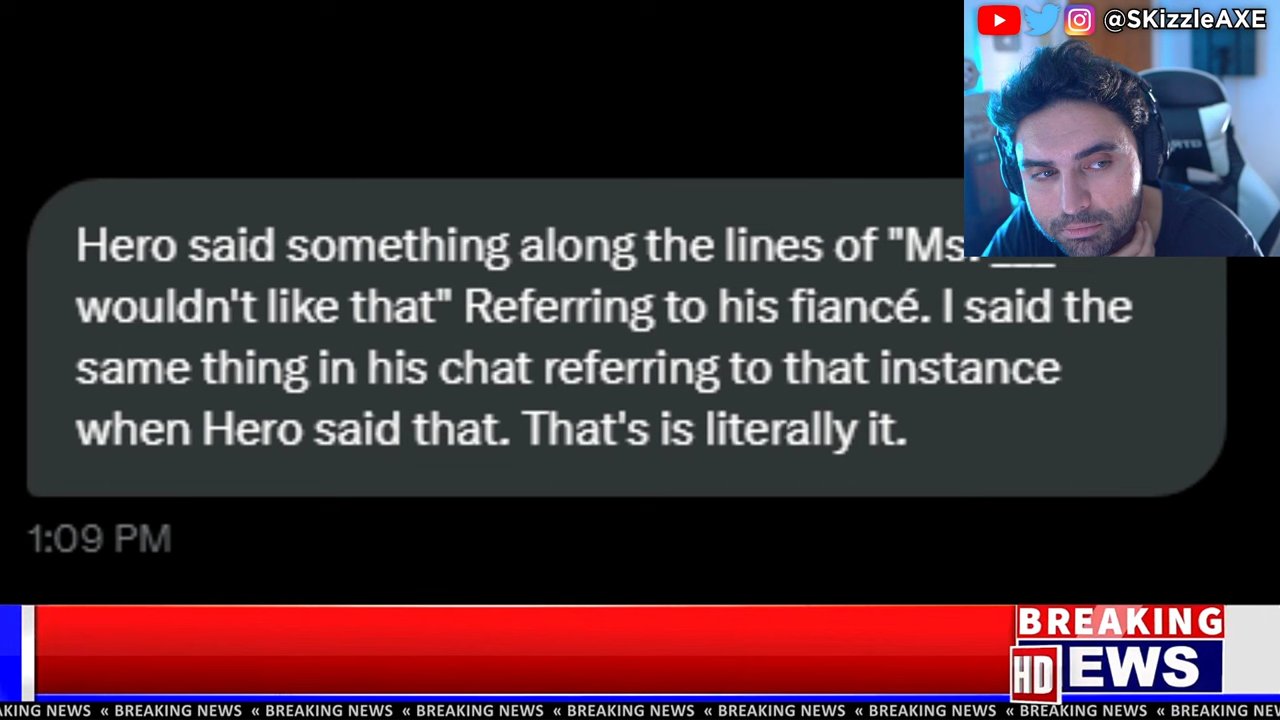 @SKizzleAXE
Hero said something along the lines of "Ms. ___
wouldn't like that" Referring to his fiancé. I said the
same thing in his chat referring to that instance
when Hero said that. That's is literally it.
1:09 PM
BREAKING
HD EWS
KING NEWS « BREAKING NEWS « BREAKING NEWS « BREAKING NEWS « BREAKING NEWS « BREAKING NEWS « BREAKING NEWS « BREAKING NEWS « BREAKING NEW